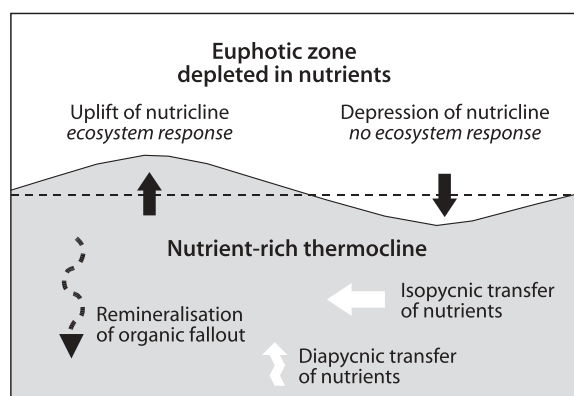 Euphotic zone
depleted in nutrients
Uplift of nutricline
ecosystem response
Depression of nutricline
no ecosystem response
Nutrient-rich thermocline
Remineralisation
of organic fallout
Isopycnic transfer
of nutrients
Diapycnic transfer
of nutrients